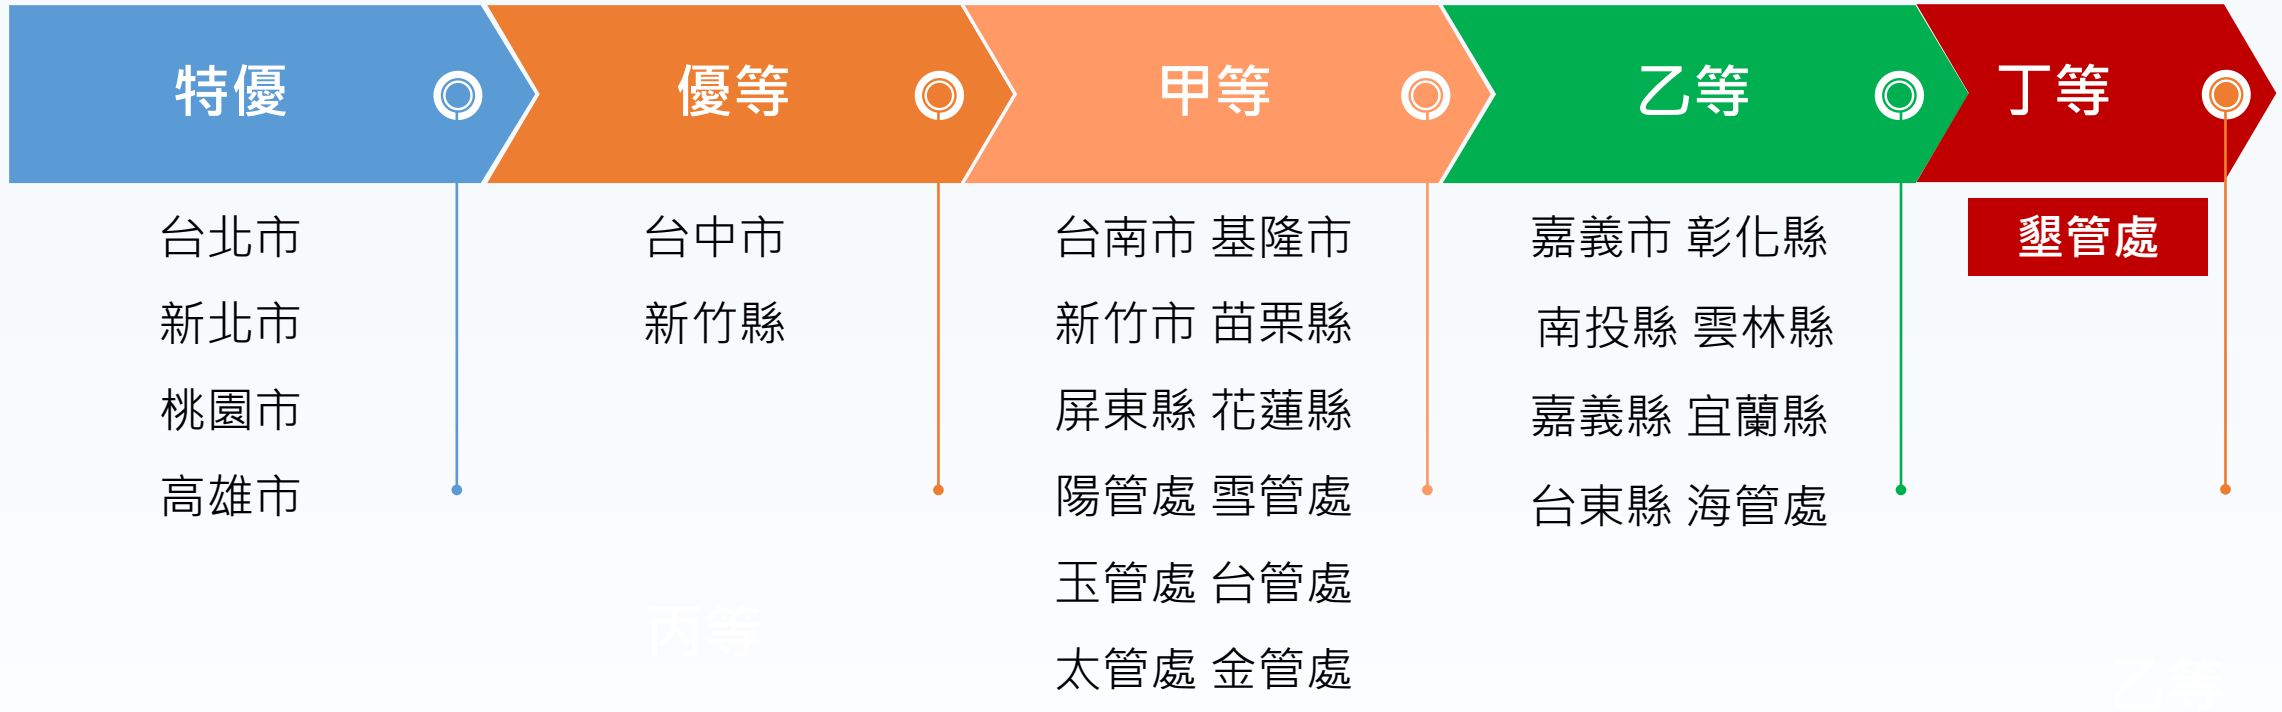 特優
台北市
新北市
桃園市
高雄市
優等
台中市
新竹縣
甲等
台南市 基隆市
新竹市 苗栗縣
屏東縣 花蓮縣
陽管處 雪管處
玉管處 台管處
太管處 金管處
乙等
嘉義市 彰化縣
南投縣 雲林縣
嘉義縣 宜蘭縣
台東縣 海管處
丁等
墾管處
丙等
乙等